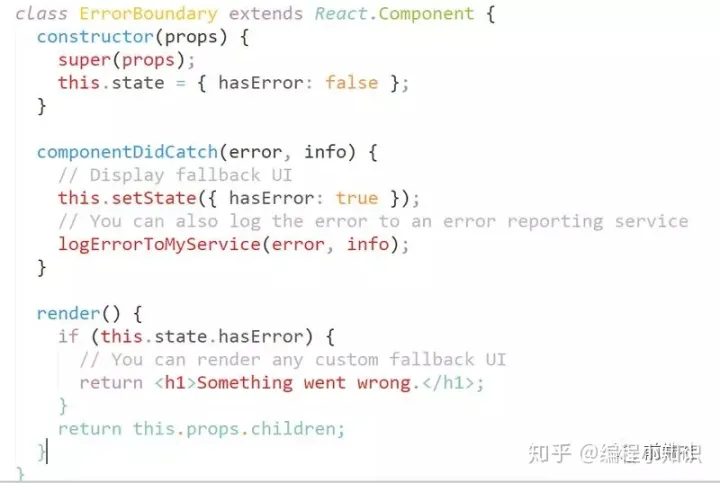 class ErrorBoundary extends React.Component {
  constructor(props) {
    super(props);
    this.state = { hasError: false };
  }

  componentDidCatch(error, info) {
    // Display fallback UI
    this.setState({ hasError: true });
    // You can also log the error to an error reporting service
    logErrorToMyService(error, info);
  }

  render() {
    if (this.state.hasError) {
      // You can render any custom fallback UI
      return <h1>Something went wrong.</h1>;
    }
    return this.props.children;
  }
}
知乎 @编程小知识